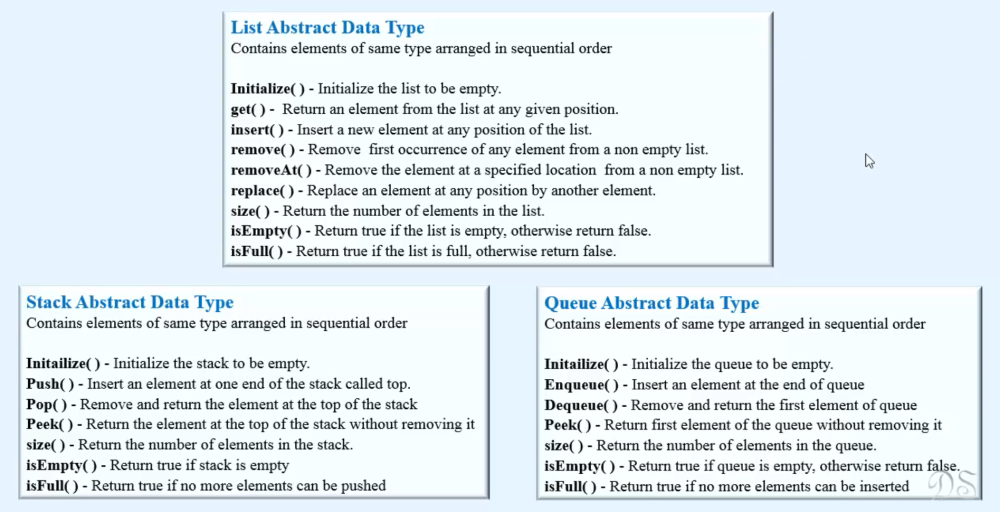 List Abstract Data Type
Contains elements of same type arranged in sequential order
Initialize( ) - Initialize the list to be empty.
get( ) - Return an element from the list at any given position.
insert( ) - Insert a new element at any position of the list.
remove( ) - Remove first occurrence of any element from a non empty list.
removeAt( ) - Remove the element at a specified location from a non empty list.
replace( ) - Replace an element at any position by another element.
size( ) - Return the number of elements in the list.
isEmpty( ) - Return true if the list is empty, otherwise return false.
isFull( ) - Return true if the list is full, otherwise return false.
Stack Abstract Data Type
Contains elements of same type arranged in sequential order
Initailize( ) - Initialize the stack to be empty.
Push( ) - Insert an element at one end of the stack called top.
Pop( ) - Remove and return the element at the top of the stack
Peek( ) - Return the element at the top of the stack without removing it
size( ) - Return the number of elements in the stack.
isEmpty( ) - Return true if stack is empty
isFull( ) - Return true if no more elements can be pushed
Queue Abstract Data Type
Contains elements of same type arranged in sequential order
Initailize( ) - Initialize the queue to be empty.
Enqueue( ) - Insert an element at the end of queue
Dequeue( ) - Remove and return the first element of queue
Peek( ) - Return first element of the queue without removing it
size( ) - Return the number of elements in the queue.
isEmpty( ) - Return true if queue is empty, otherwise return false.
isFull( ) - Return true if no more elements can be inserted
DS